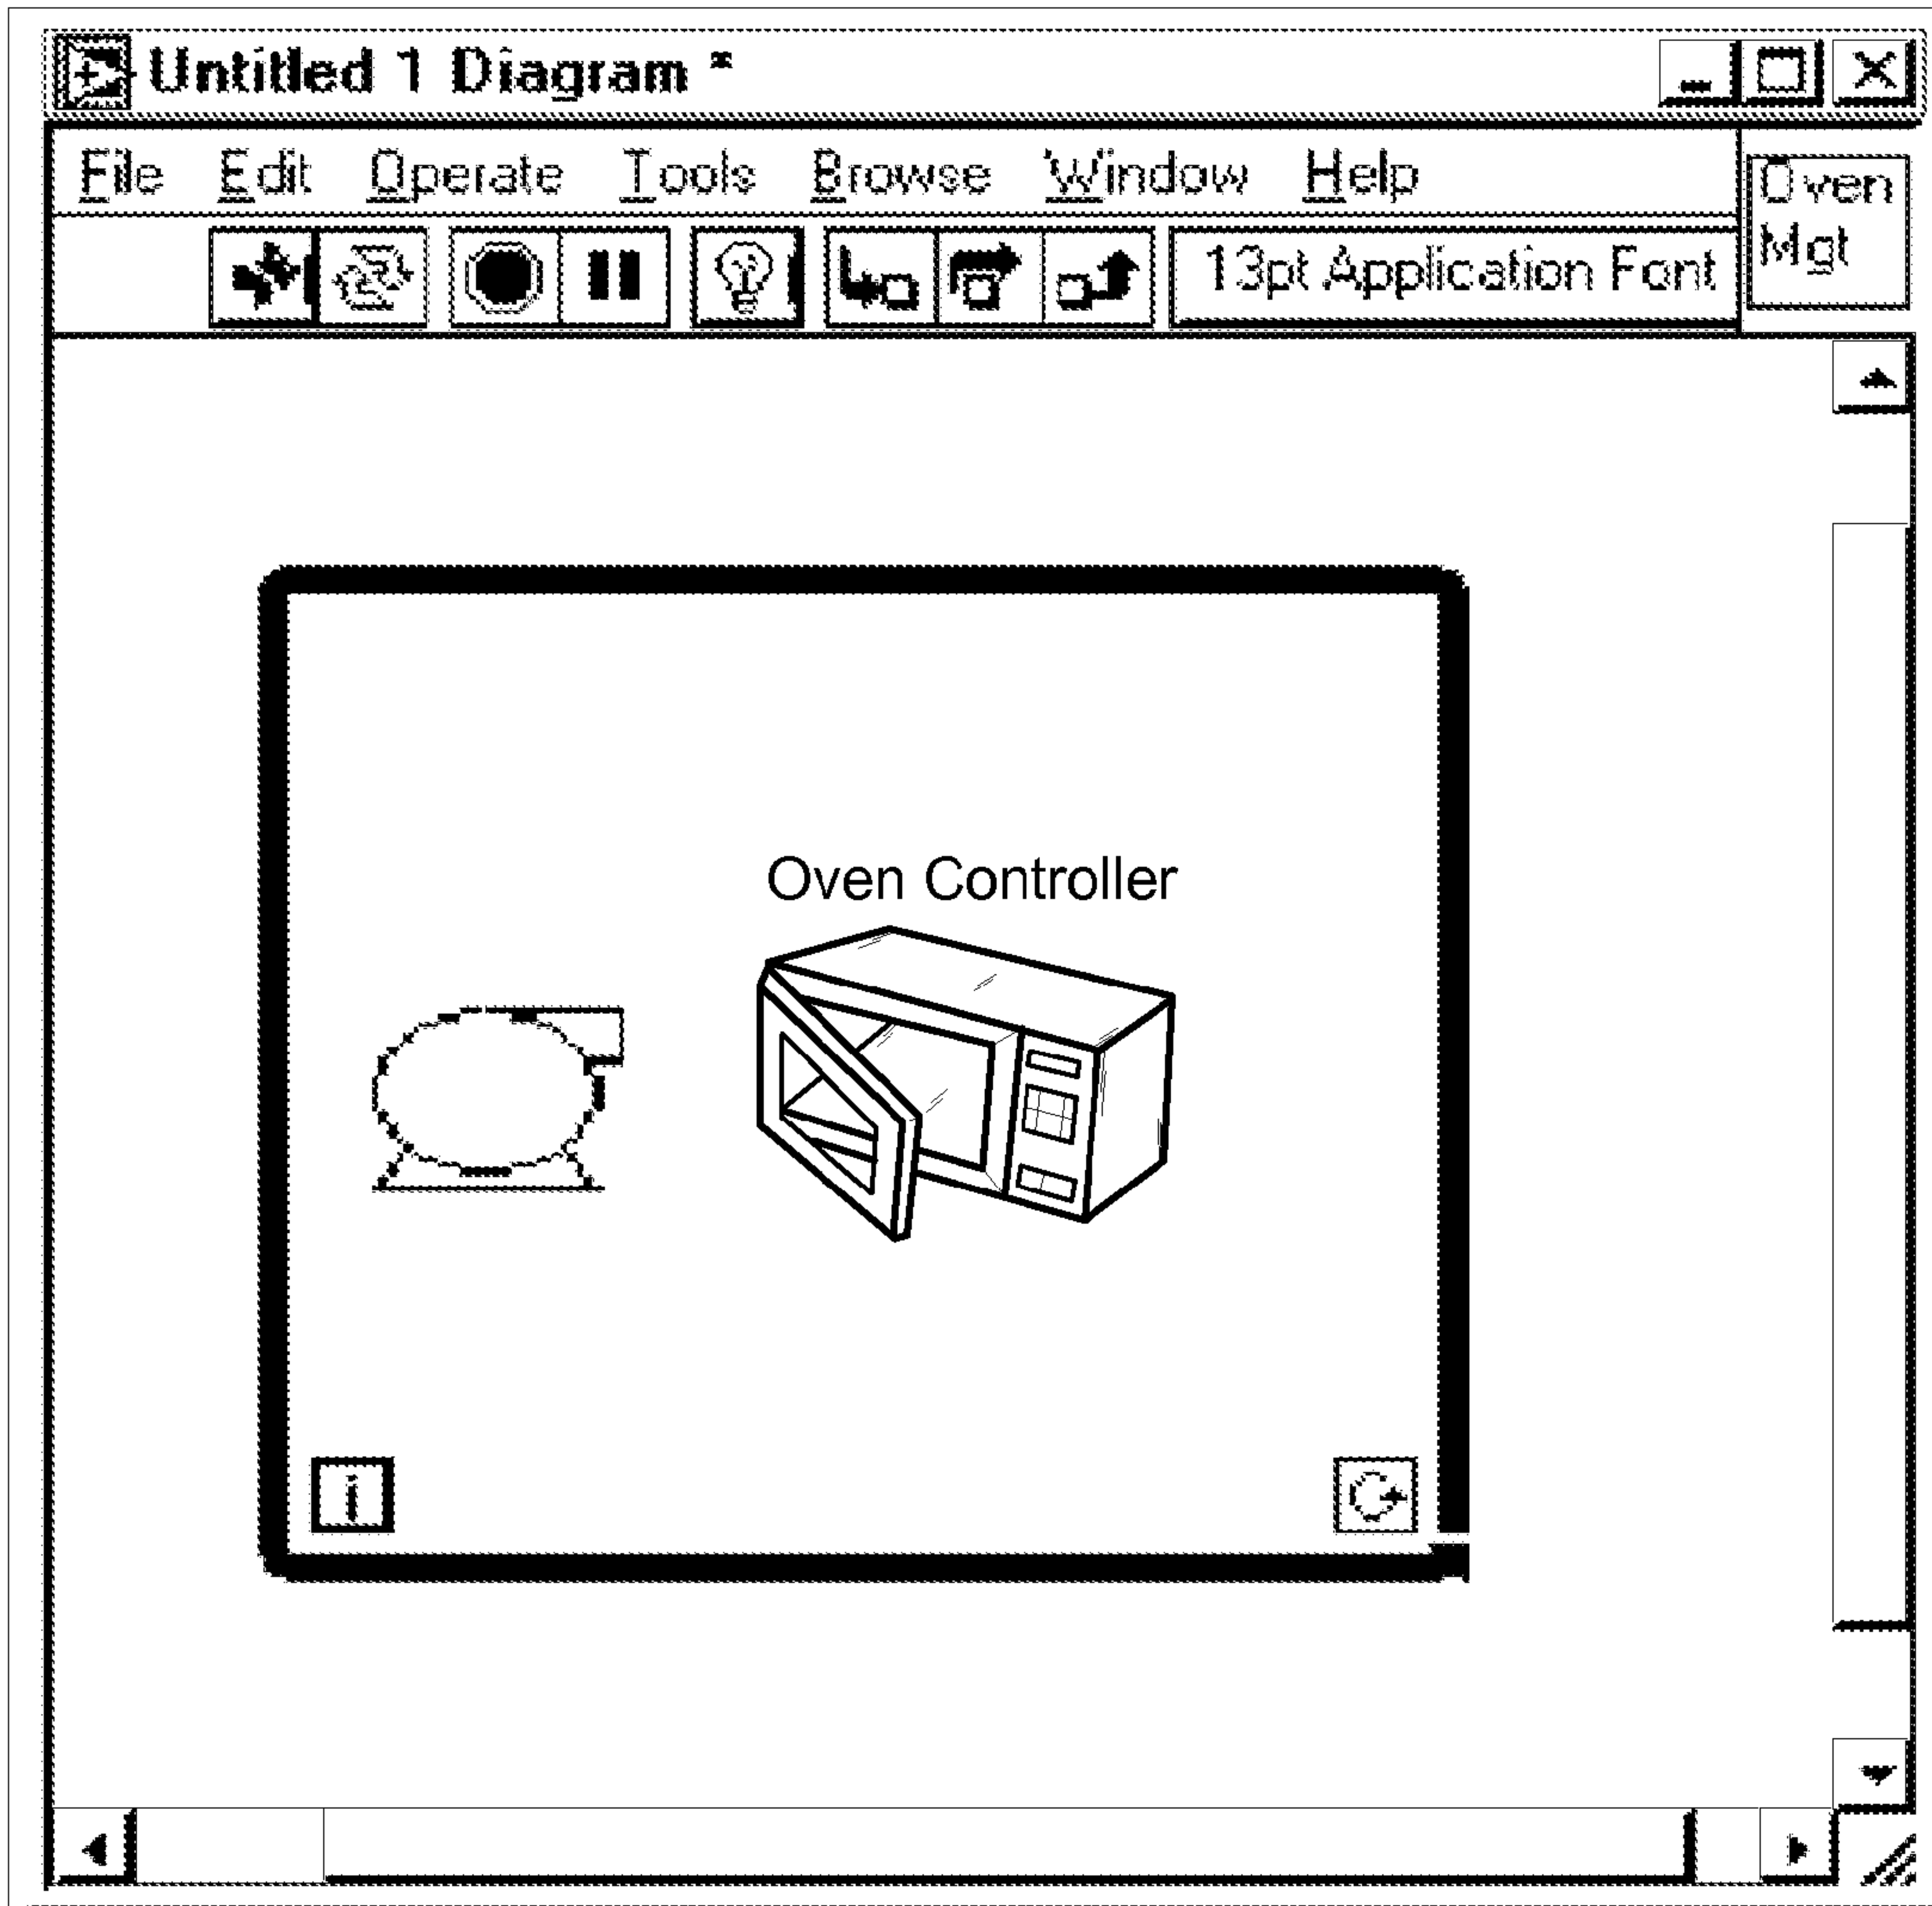 Untitled 1 Diagram *
File Edit Operate Tools Browse Window Help
Oven
Mgt
13pt Application Font
Oven Controller
i